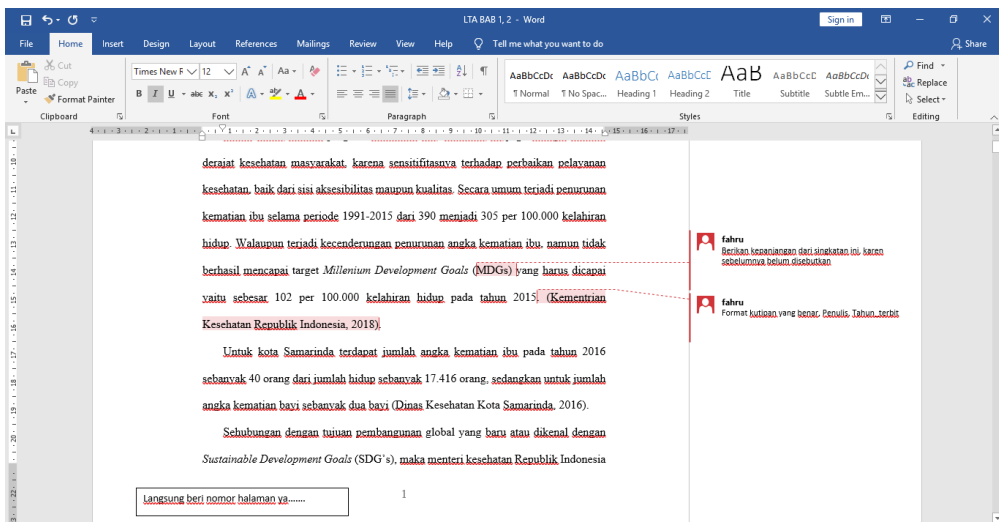 LTA BAB 1, 2 - Word
Sign in
File Home Insert Design Layout References Mailings Review View Help Tell me what you want to do Share
Paste
Cut
Copy
Format Painter
Clipboard
Times New F 12
Font
Paragraph
AaBbCcDc AaBbCcDc AaBbCc AaBbCcE AaB AaBbCcC AaBbCcDc
¶ Normal ¶ No Spac... Heading 1 Heading 2 Title Subtitle Subtle Em...
Styles
Find
Replace
Select
Editing
derajat kesehatan masyarakat, karena sensitifitasnya terhadap perbaikan pelayanan
kesehatan, baik dari sisi aksesibilitas maupun kualitas. Secara umum terjadi penurunan
kematian ibu selama periode 1991-2015 dari 390 menjadi 305 per 100.000 kelahiran
hidup. Walaupun terjadi kecenderungan penurunan angka kematian ibu, namun tidak
berhasil mencapai target Millenium Development Goals (MDGs) yang harus dicapai
yaitu sebesar 102 per 100.000 kelahiran hidup pada tahun 2015. (Kementrian
Kesehatan Republik Indonesia, 2018).
Untuk kota Samarinda terdapat jumlah angka kematian ibu pada tahun 2016
sebanyak 40 orang dari jumlah hidup sebanyak 17.416 orang, sedangkan untuk jumlah
angka kematian bayi sebanyak dua bayi (Dinas Kesehatan Kota Samarinda, 2016).
Sehubungan dengan tujuan pembangunan global yang baru atau dikenal dengan
Sustainable Development Goals (SDG's), maka menteri kesehatan Republik Indonesia
1
Langsung beri nomor halaman ya.......
fahru
Berikan kepanjangan dari singkatan ini, karen
sebelumnya belum disebutkan
fahru
Format kutipan yang benar, Penulis, Tahun_terbit